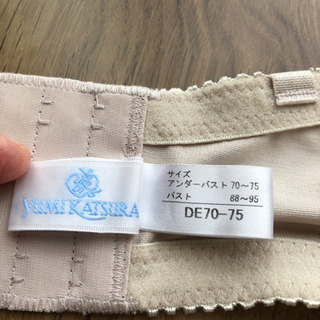 YUMI KATSURA
サイズ
アンダーバスト 70～75
バスト 88～95
DE70-75